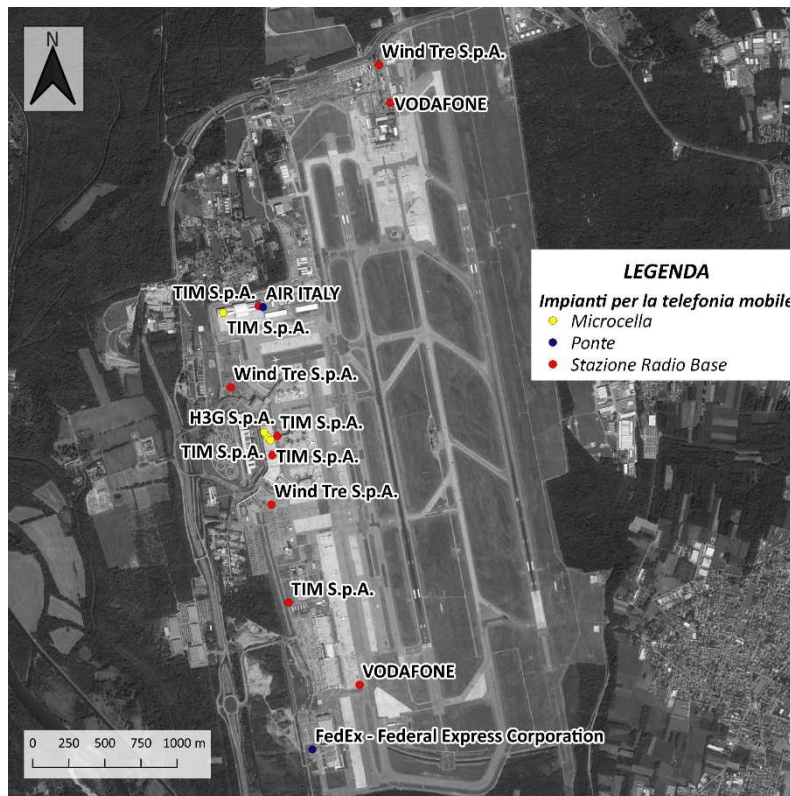 N
Wind Tre S.p.A.
VODAFONE
LEGENDA
Impianti per la telefonia mobile
Microcella
Ponte
Stazione Radio Base
TIM S.p.A.
AIR ITALY
TIM S.p.A.
Wind Tre S.p.A.
H3G S.p.A.
TIM S.p.A.
TIM S.p.A.
TIM S.p.A.
Wind Tre S.p.A.
TIM S.p.A.
VODAFONE
FedEx - Federal Express Corporation
0 250 500 750 1000 m